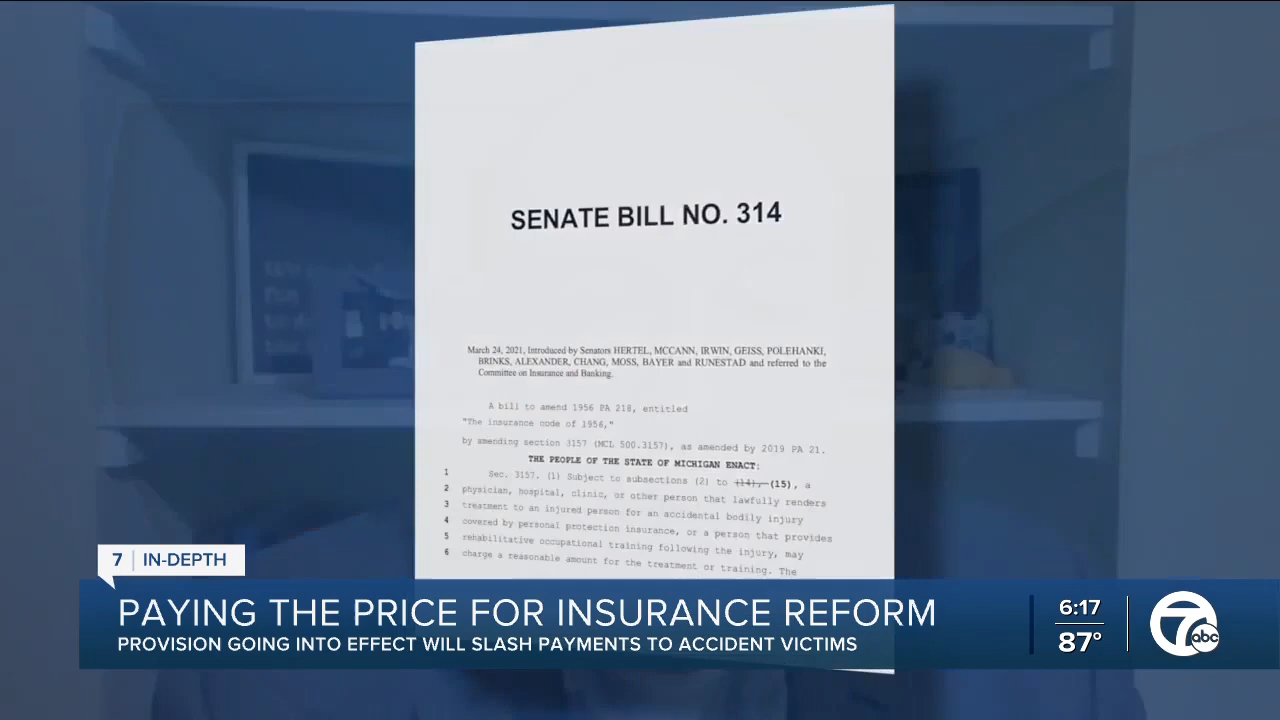 SENATE BILL NO. 314
March 24, 2021, Introduced by Senators HERTEL, MCCANN, IRWIN, GEISS, POLEHANKI,
BRINKS, ALEXANDER, CHANG, MOSS, BAYER and RUNESTAD and referred to the
Committee on Insurance and Banking.
A bill to amend 1956 PA 218, entitled
"The insurance code of 1956,"
by amending section 3157 (MCL 500.3157), as amended by 2019 PA 21.
THE PEOPLE OF THE STATE OF MICHIGAN ENACT:
1 Sec. 3157. (1) Subject to subsections (2) to (14), (15), a
2 physician, hospital, clinic, or other person that lawfully renders
3 treatment to an injured person for an accidental bodily injury
4 covered by personal protection insurance, or a person that provides
5 rehabilitative occupational training following the injury, may
6 charge a reasonable amount for the treatment or training. The
7 | IN-DEPTH
PAYING THE PRICE FOR INSURANCE REFORM
PROVISION GOING INTO EFFECT WILL SLASH PAYMENTS TO ACCIDENT VICTIMS
6:17
87°
7 abc